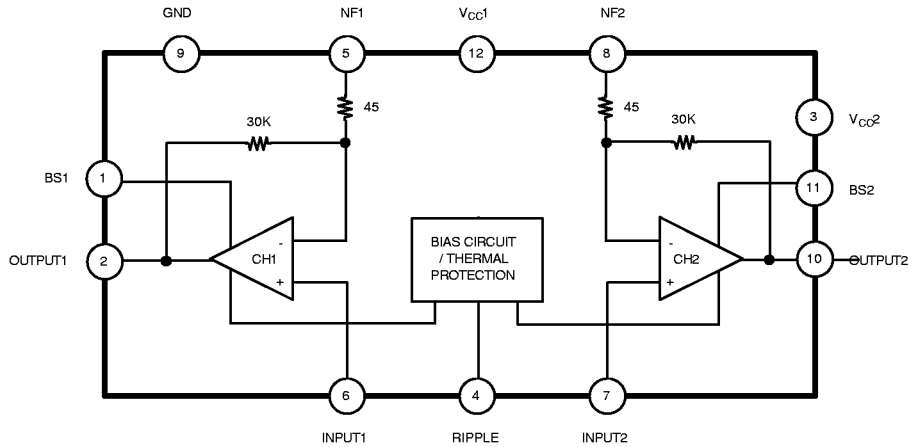 GND NF1 VCC1 NF2
9 5 12 8
45 45
30K 30K
3 VCC2
BS1 1
11 BS2
- -
BIAS CIRCUIT
/ THERMAL
PROTECTION
OUTPUT1 2 CH1 CH2 10 OUTPUT2
+ +
6 4 7
INPUT1 RIPPLE INPUT2